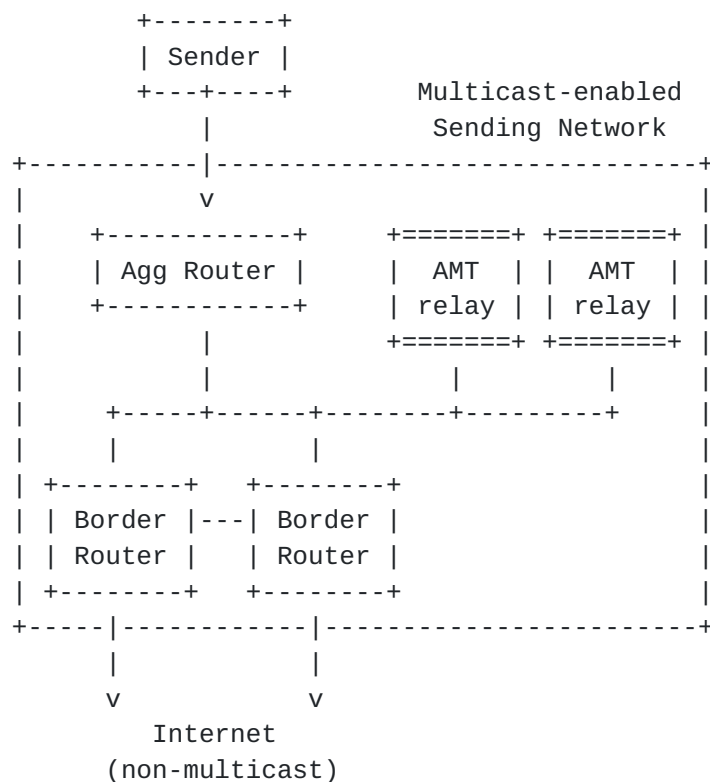 Sender
Multicast-enabled
Sending Network
Agg Router
AMT relay
AMT relay
Border Router
Border Router
Internet
(non-multicast)